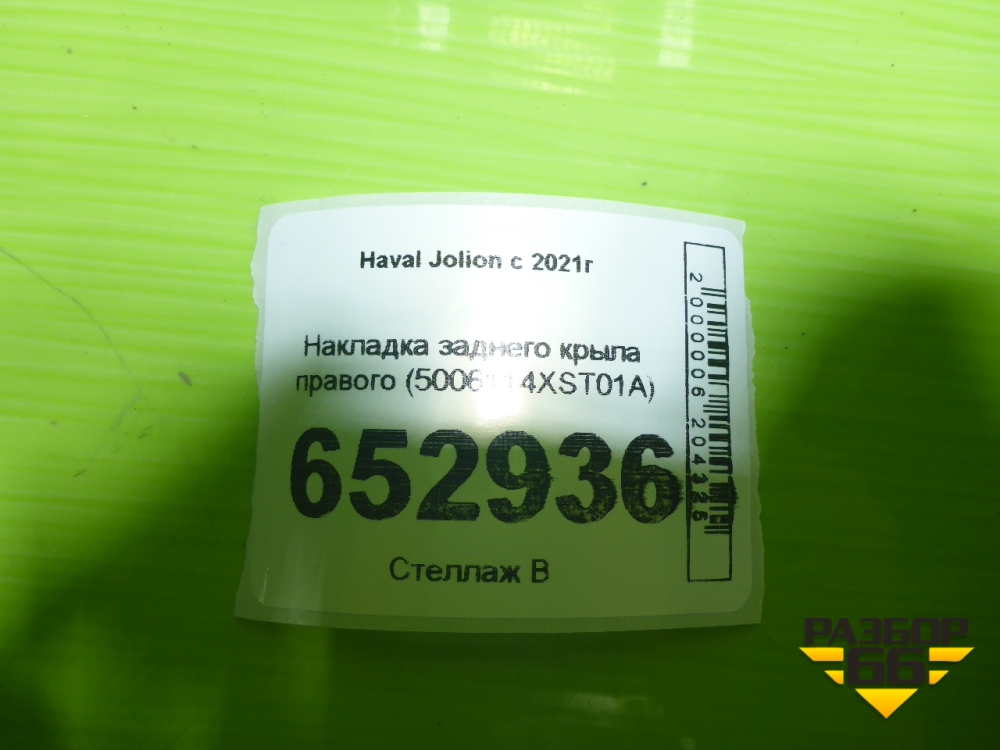 Haval Jolion с 2021г
Накладка заднего крыла
правого
652936
Стеллаж В
2000006204326
РАЗБОР
66